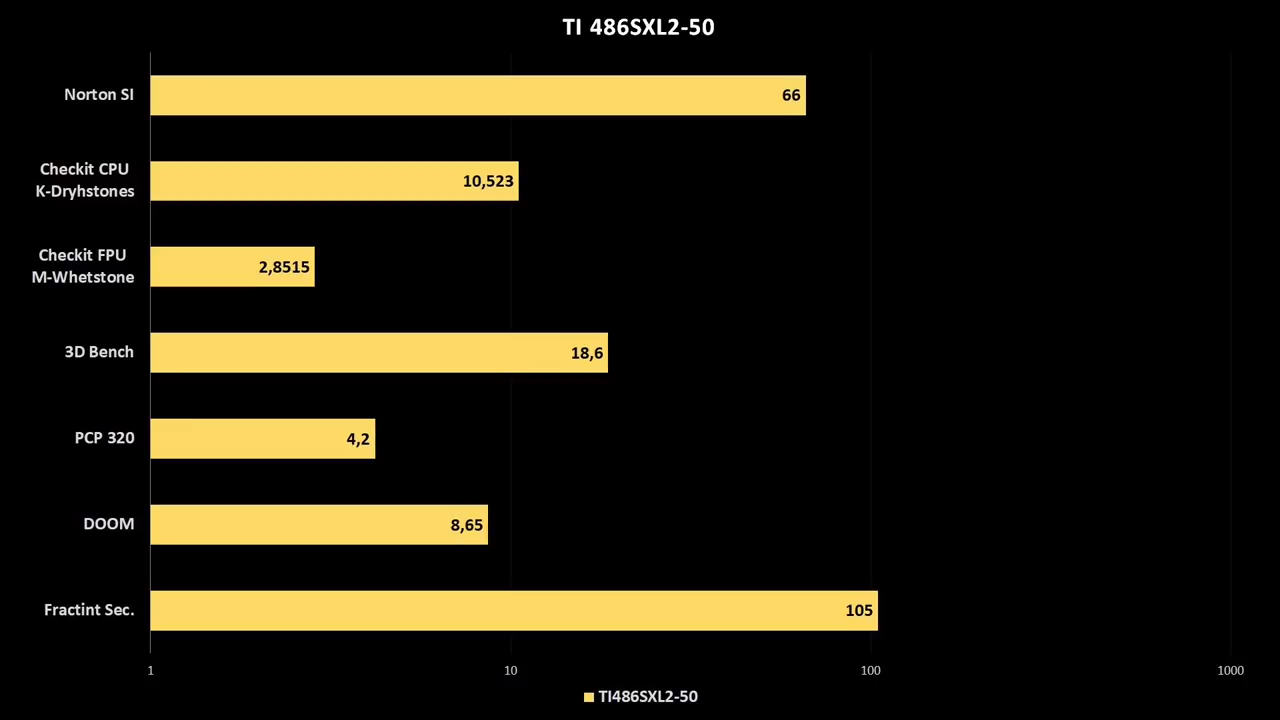 TI 486SXL2-50
Norton SI
66
Checkit CPU
K-Dryhstones
10,523
Checkit FPU
M-Whetstone
2,8515
3D Bench
18,6
PCP 320
4,2
DOOM
8,65
Fractint Sec.
105
1 10 100 1000
TI486SXL2-50